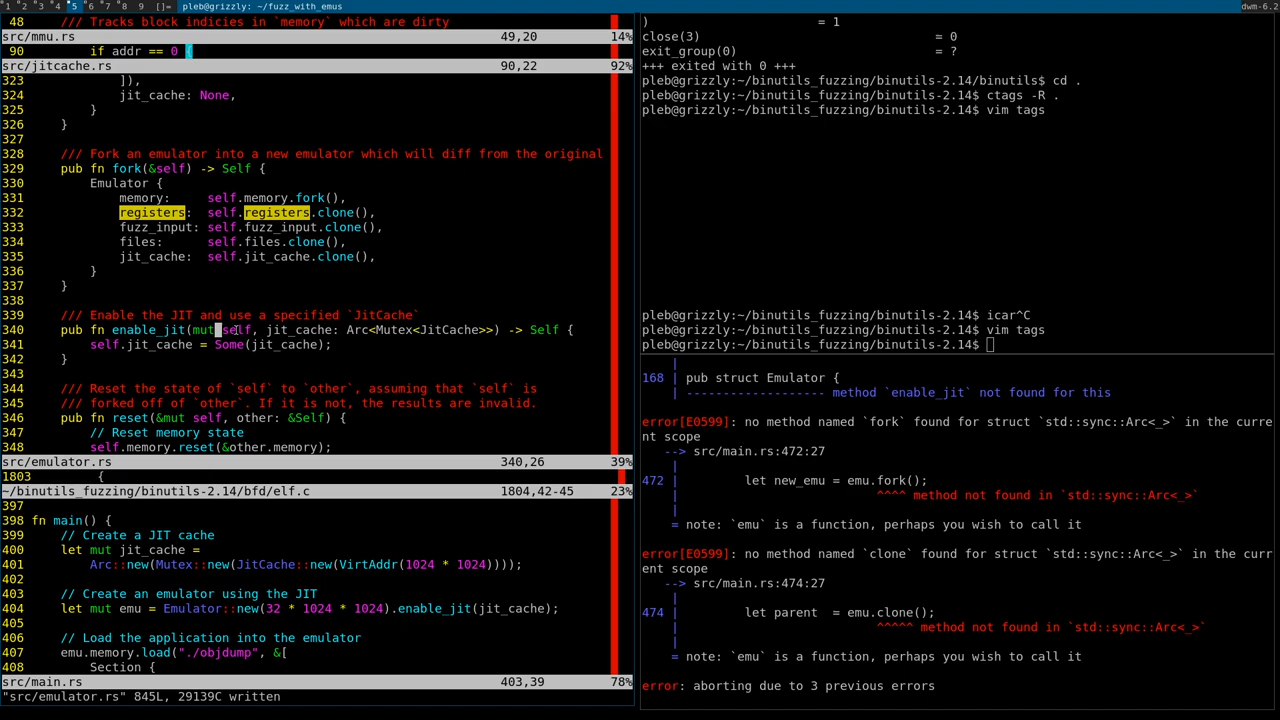 1 2 3 4 5 6 7 8 9 []= pleb@grizzly: ~/fuzz_with_emus dwm-6.2
48     /// Tracks block indicies in `memory` which are dirty
src/mmu.rs 49,20 14%
90         if addr == 0 {
src/jitcache.rs 90,22 92%
323             ]),
324             jit_cache: None,
325         }
326     }
327
328     /// Fork an emulator into a new emulator which will diff from the original
329     pub fn fork(&self) -> Self {
330         Emulator {
331             memory:     self.memory.fork(),
332             registers:  self.registers.clone(),
333             fuzz_input: self.fuzz_input.clone(),
334             files:      self.files.clone(),
335             jit_cache:  self.jit_cache.clone(),
336         }
337     }
338
339     /// Enable the JIT and use a specified `JitCache`
340     pub fn enable_jit(mut self, jit_cache: Arc<Mutex<JitCache>>) -> Self {
341         self.jit_cache = Some(jit_cache);
342     }
343
344     /// Reset the state of `self` to `other`, assuming that `self` is
345     /// forked off of `other`. If it is not, the results are invalid.
346     pub fn reset(&mut self, other: &Self) {
347         // Reset memory state
348         self.memory.reset(&other.memory);
src/emulator.rs 340,26 39%
1803         {
~/binutils_fuzzing/binutils-2.14/bfd/elf.c 1804,42-45 23%
397
398 fn main() {
399     // Create a JIT cache
400     let mut jit_cache =
401         Arc::new(Mutex::new(JitCache::new(VirtAddr(1024 * 1024))));
402
403     // Create an emulator using the JIT
404     let mut emu = Emulator::new(32 * 1024 * 1024).enable_jit(jit_cache);
405
406     // Load the application into the emulator
407     emu.memory.load("./objdump", &[
408         Section {
src/main.rs 403,39 78%
"src/emulator.rs" 845L, 29139C written
)                       = 1
close(3)                                = 0
exit_group(0)                           = ?
+++ exited with 0 +++
pleb@grizzly:~/binutils_fuzzing/binutils-2.14/binutils$ cd .
pleb@grizzly:~/binutils_fuzzing/binutils-2.14$ ctags -R .
pleb@grizzly:~/binutils_fuzzing/binutils-2.14$ vim tags
pleb@grizzly:~/binutils_fuzzing/binutils-2.14$ icar^C
pleb@grizzly:~/binutils_fuzzing/binutils-2.14$ vim tags
pleb@grizzly:~/binutils_fuzzing/binutils-2.14$
    |
168 | pub struct Emulator {
    | ------------------- method `enable_jit` not found for this
error[E0599]: no method named `fork` found for struct `std::sync::Arc<_>` in the curre
nt scope
   --> src/main.rs:472:27
    |
472 |         let new_emu = emu.fork();
    |                           ^^^^ method not found in `std::sync::Arc<_>`
    |
    = note: `emu` is a function, perhaps you wish to call it
error[E0599]: no method named `clone` found for struct `std::sync::Arc<_>` in the curr
ent scope
   --> src/main.rs:474:27
    |
474 |         let parent  = emu.clone();
    |                           ^^^^^ method not found in `std::sync::Arc<_>`
    |
    = note: `emu` is a function, perhaps you wish to call it
error: aborting due to 3 previous errors